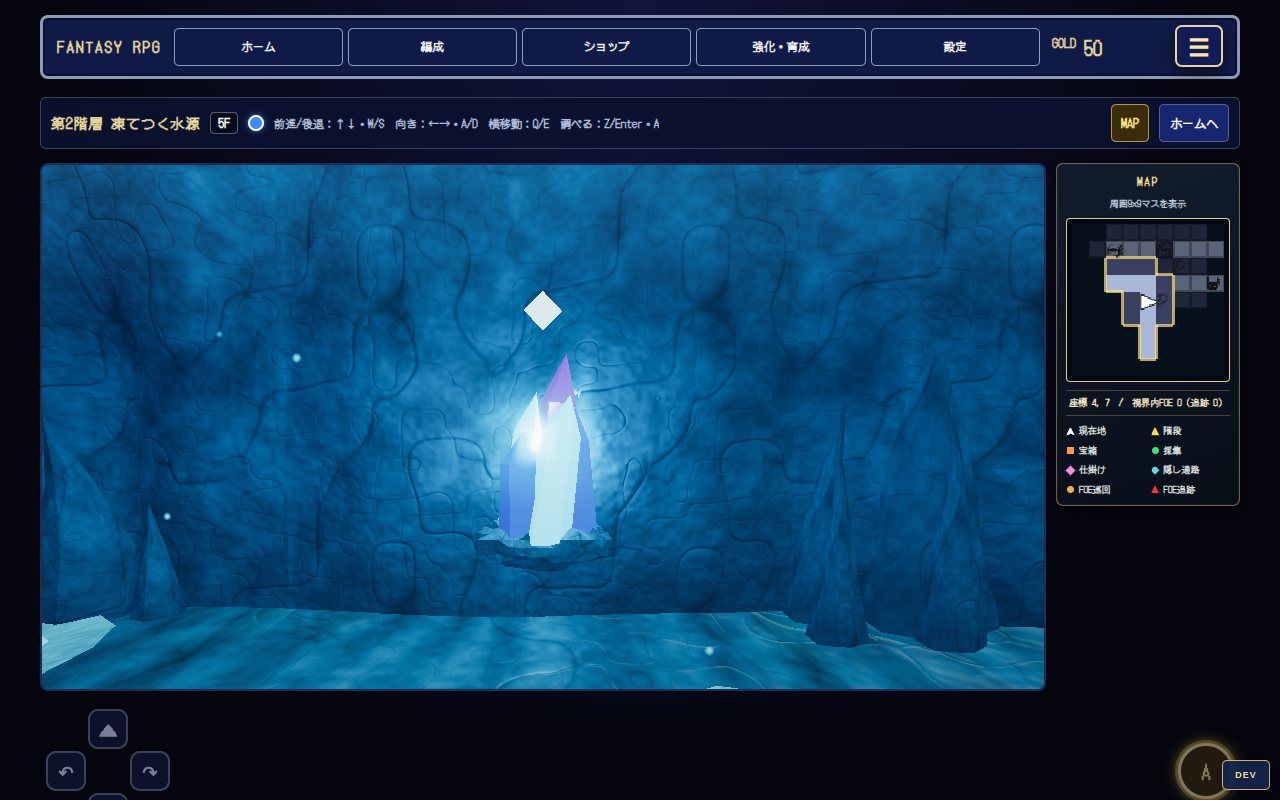 FANTASY RPG
ホーム
編成
ショップ
強化・育成
設定
GOLD 50
第2階層 凍てつく水源
5F
前進/後退：↑↓・W/S 向き：←→・A/D 横移動：Q/E 調べる：Z/Enter・A
MAP
ホームへ
MAP
周囲9x9マスを表示
座標 4, 7 / 視界内FOE 0（追跡 0）
現在地
階段
宝箱
採集
仕掛け
隠し通路
FOE巡回
FOE追跡
A
DEV